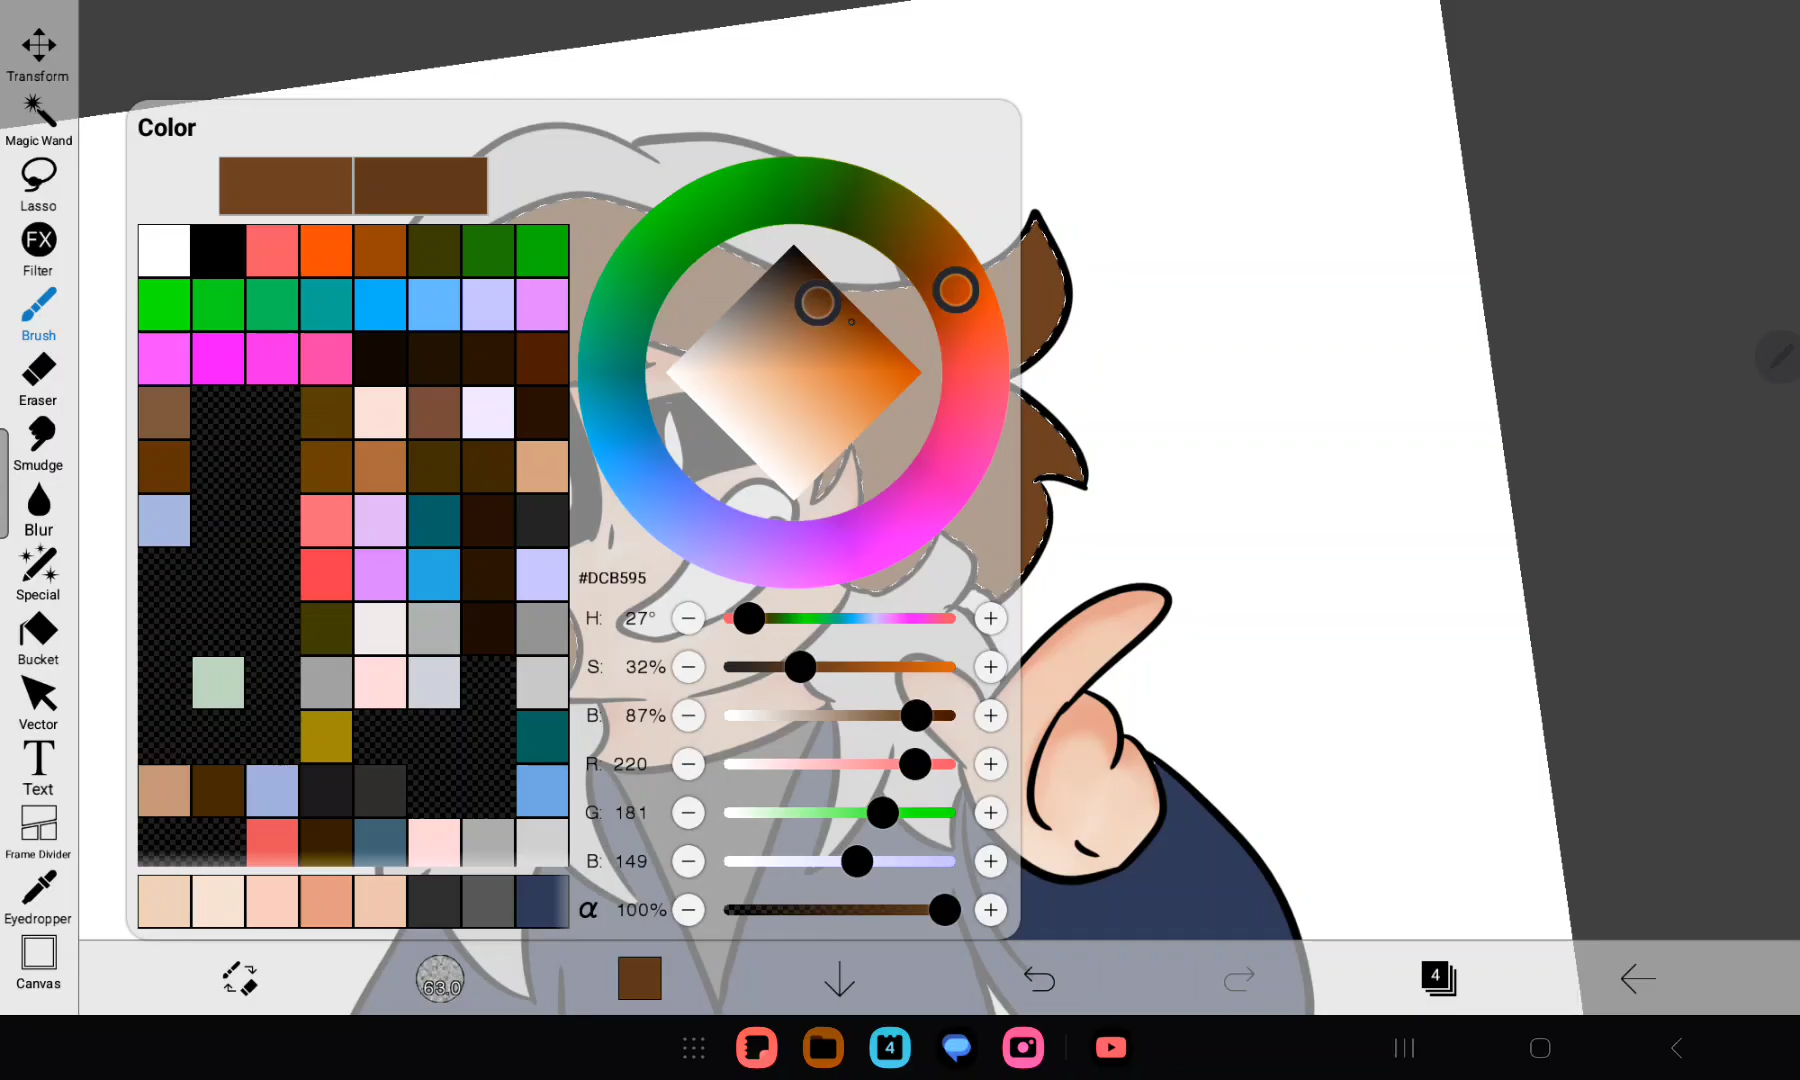 Transform
Magic Wand
Lasso
FX
Filter
Brush
Eraser
Smudge
Blur
Special
Bucket
Vector
T
Text
Frame Divider
Eyedropper
Canvas
Color
#DCB595
H: 27°
S: 32%
B: 87%
R: 220
G: 181
B: 149
α 100%
63.0
4
4